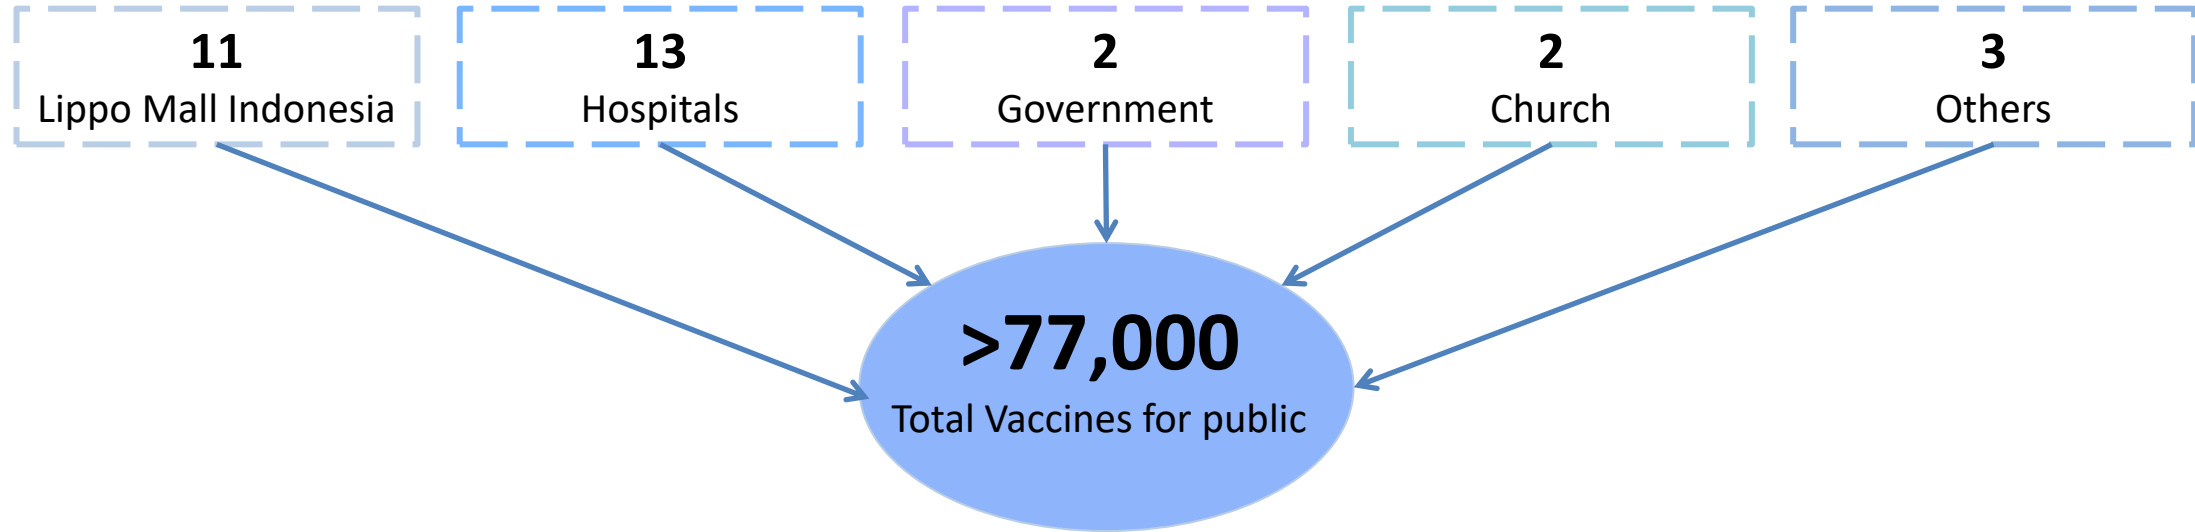 11
Lippo Mall Indonesia
13
Hospitals
2
Government
2
Church
3
Others
>77,000
Total Vaccines for public